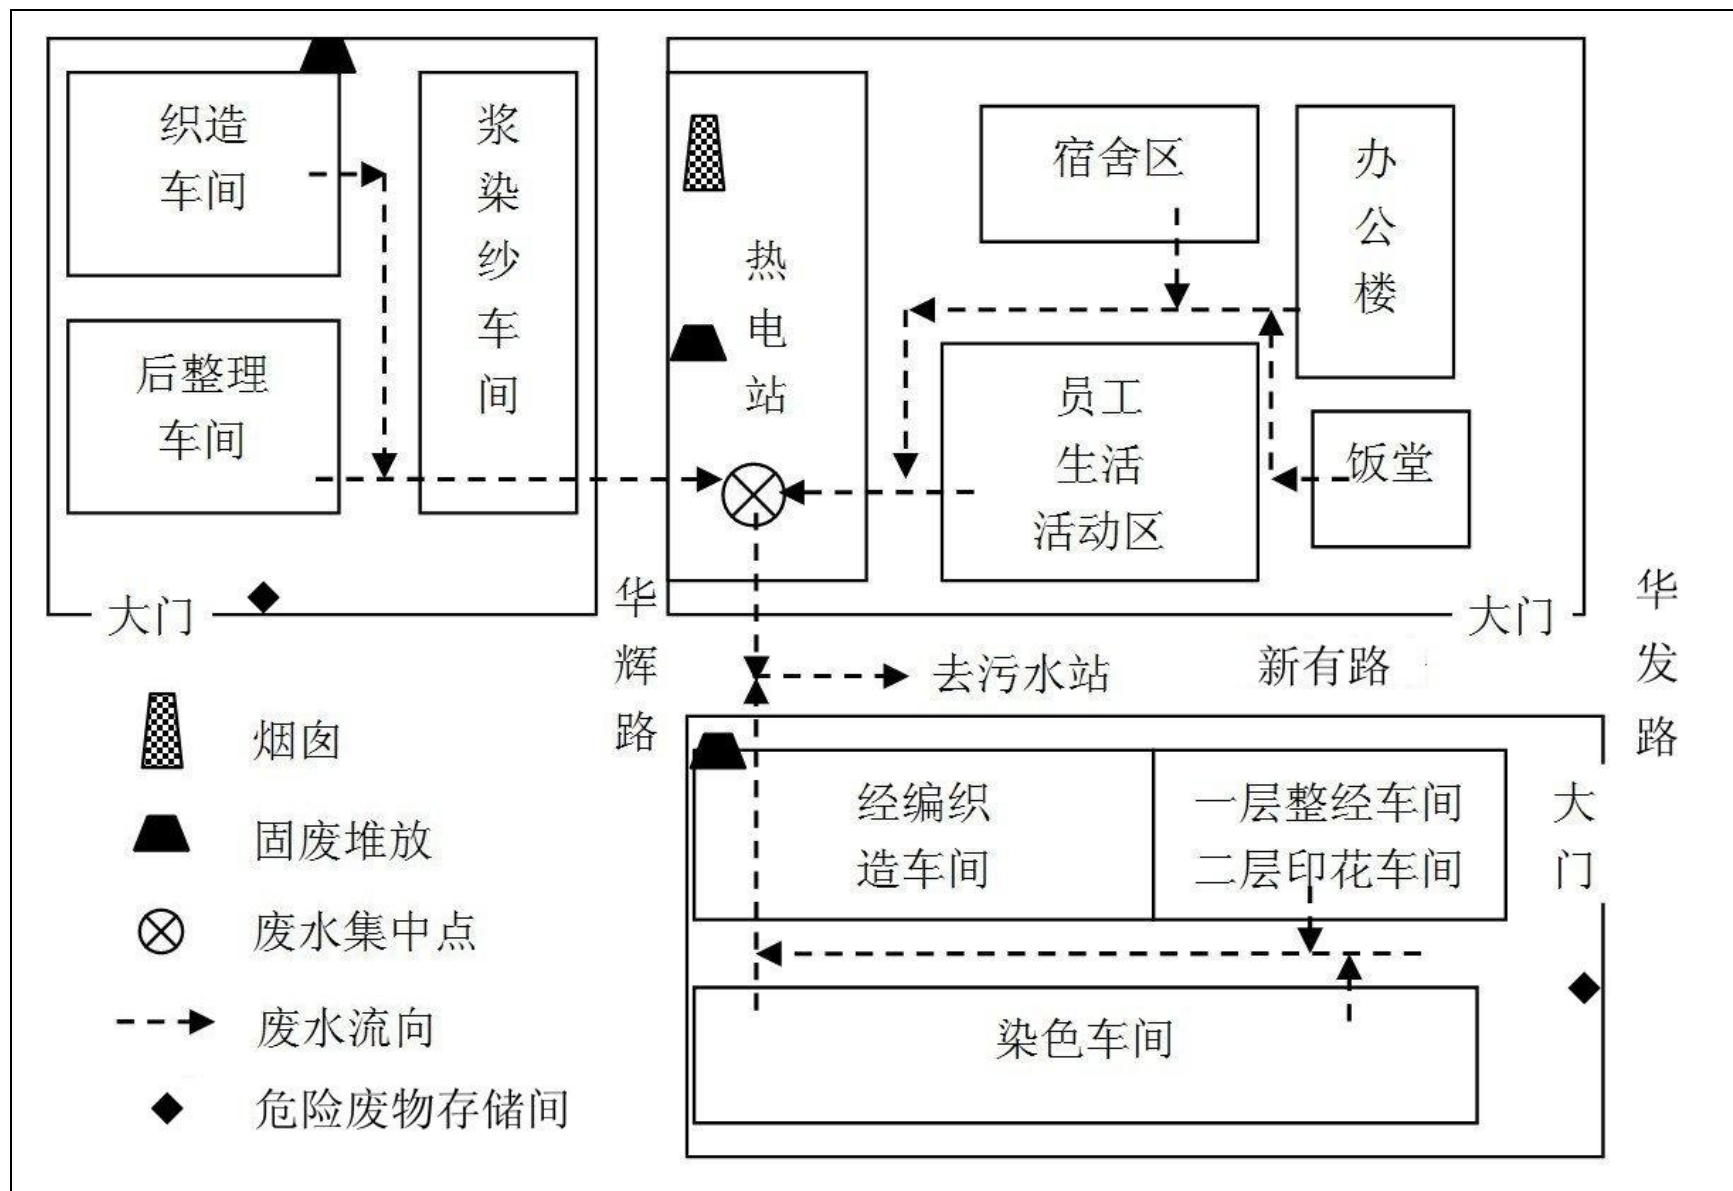 织造
车间
浆
染
纱
车
间
后整理
车间
大门
热
电
站
宿舍区
办
公
楼
员工
生活
活动区
饭堂
大门
华
辉
路
华
发
路
去污水站
新有路
烟囱
固废堆放
废水集中点
废水流向
危险废物存储间
经编织
造车间
一层整经车间
二层印花车间
大
门
染色车间